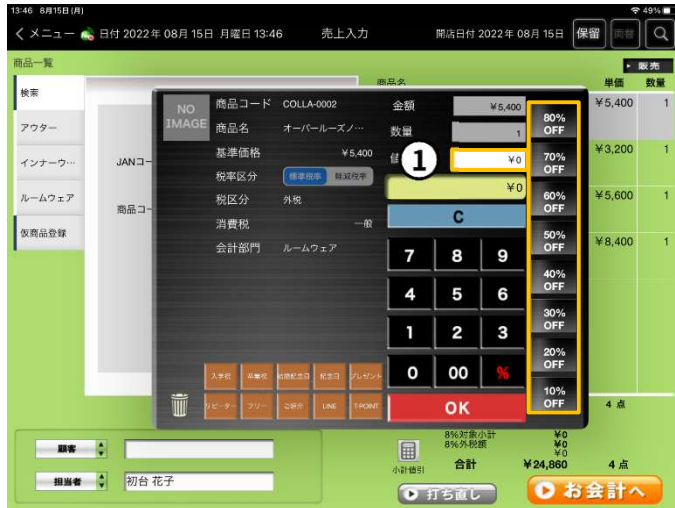 13:46 8月15日(月)
49%
メニュー
日付 2022年 08月 15日 月曜日 13:46
売上入力
開店日付 2022年 08月 15日
保留
両替
商品一覧
販売
商品名
単価
数量
検索
アウター
インナーウ…
ルームウェア
仮商品登録
JANコー
商品コー
NO
IMAGE
商品コード COLLA-0002
商品名 オーバールーズノ…
基準価格 ¥5,400
税率区分 標準税率 軽減税率
税区分 外税
消費税 一般
会計部門 ルームウェア
金額 ¥5,400
数量 1
1 ¥0
¥0
C
7 8 9
4 5 6
1 2 3
0 00 %
OK
80%
OFF
70%
OFF
60%
OFF
50%
OFF
40%
OFF
30%
OFF
20%
OFF
10%
OFF
入学祝 卒業祝 結婚記念日 記念日 プレゼント
リピーター フリー ご紹介 LINE T-POINT
¥5,400 1
¥3,200 1
¥5,600 1
¥8,400 1
4 点
顧客
担当者
初台 花子
小計値引
8%対象小計 ¥0
8%外税額 ¥0
¥0
合計 ¥24,860 4 点
打ち直し
お会計へ